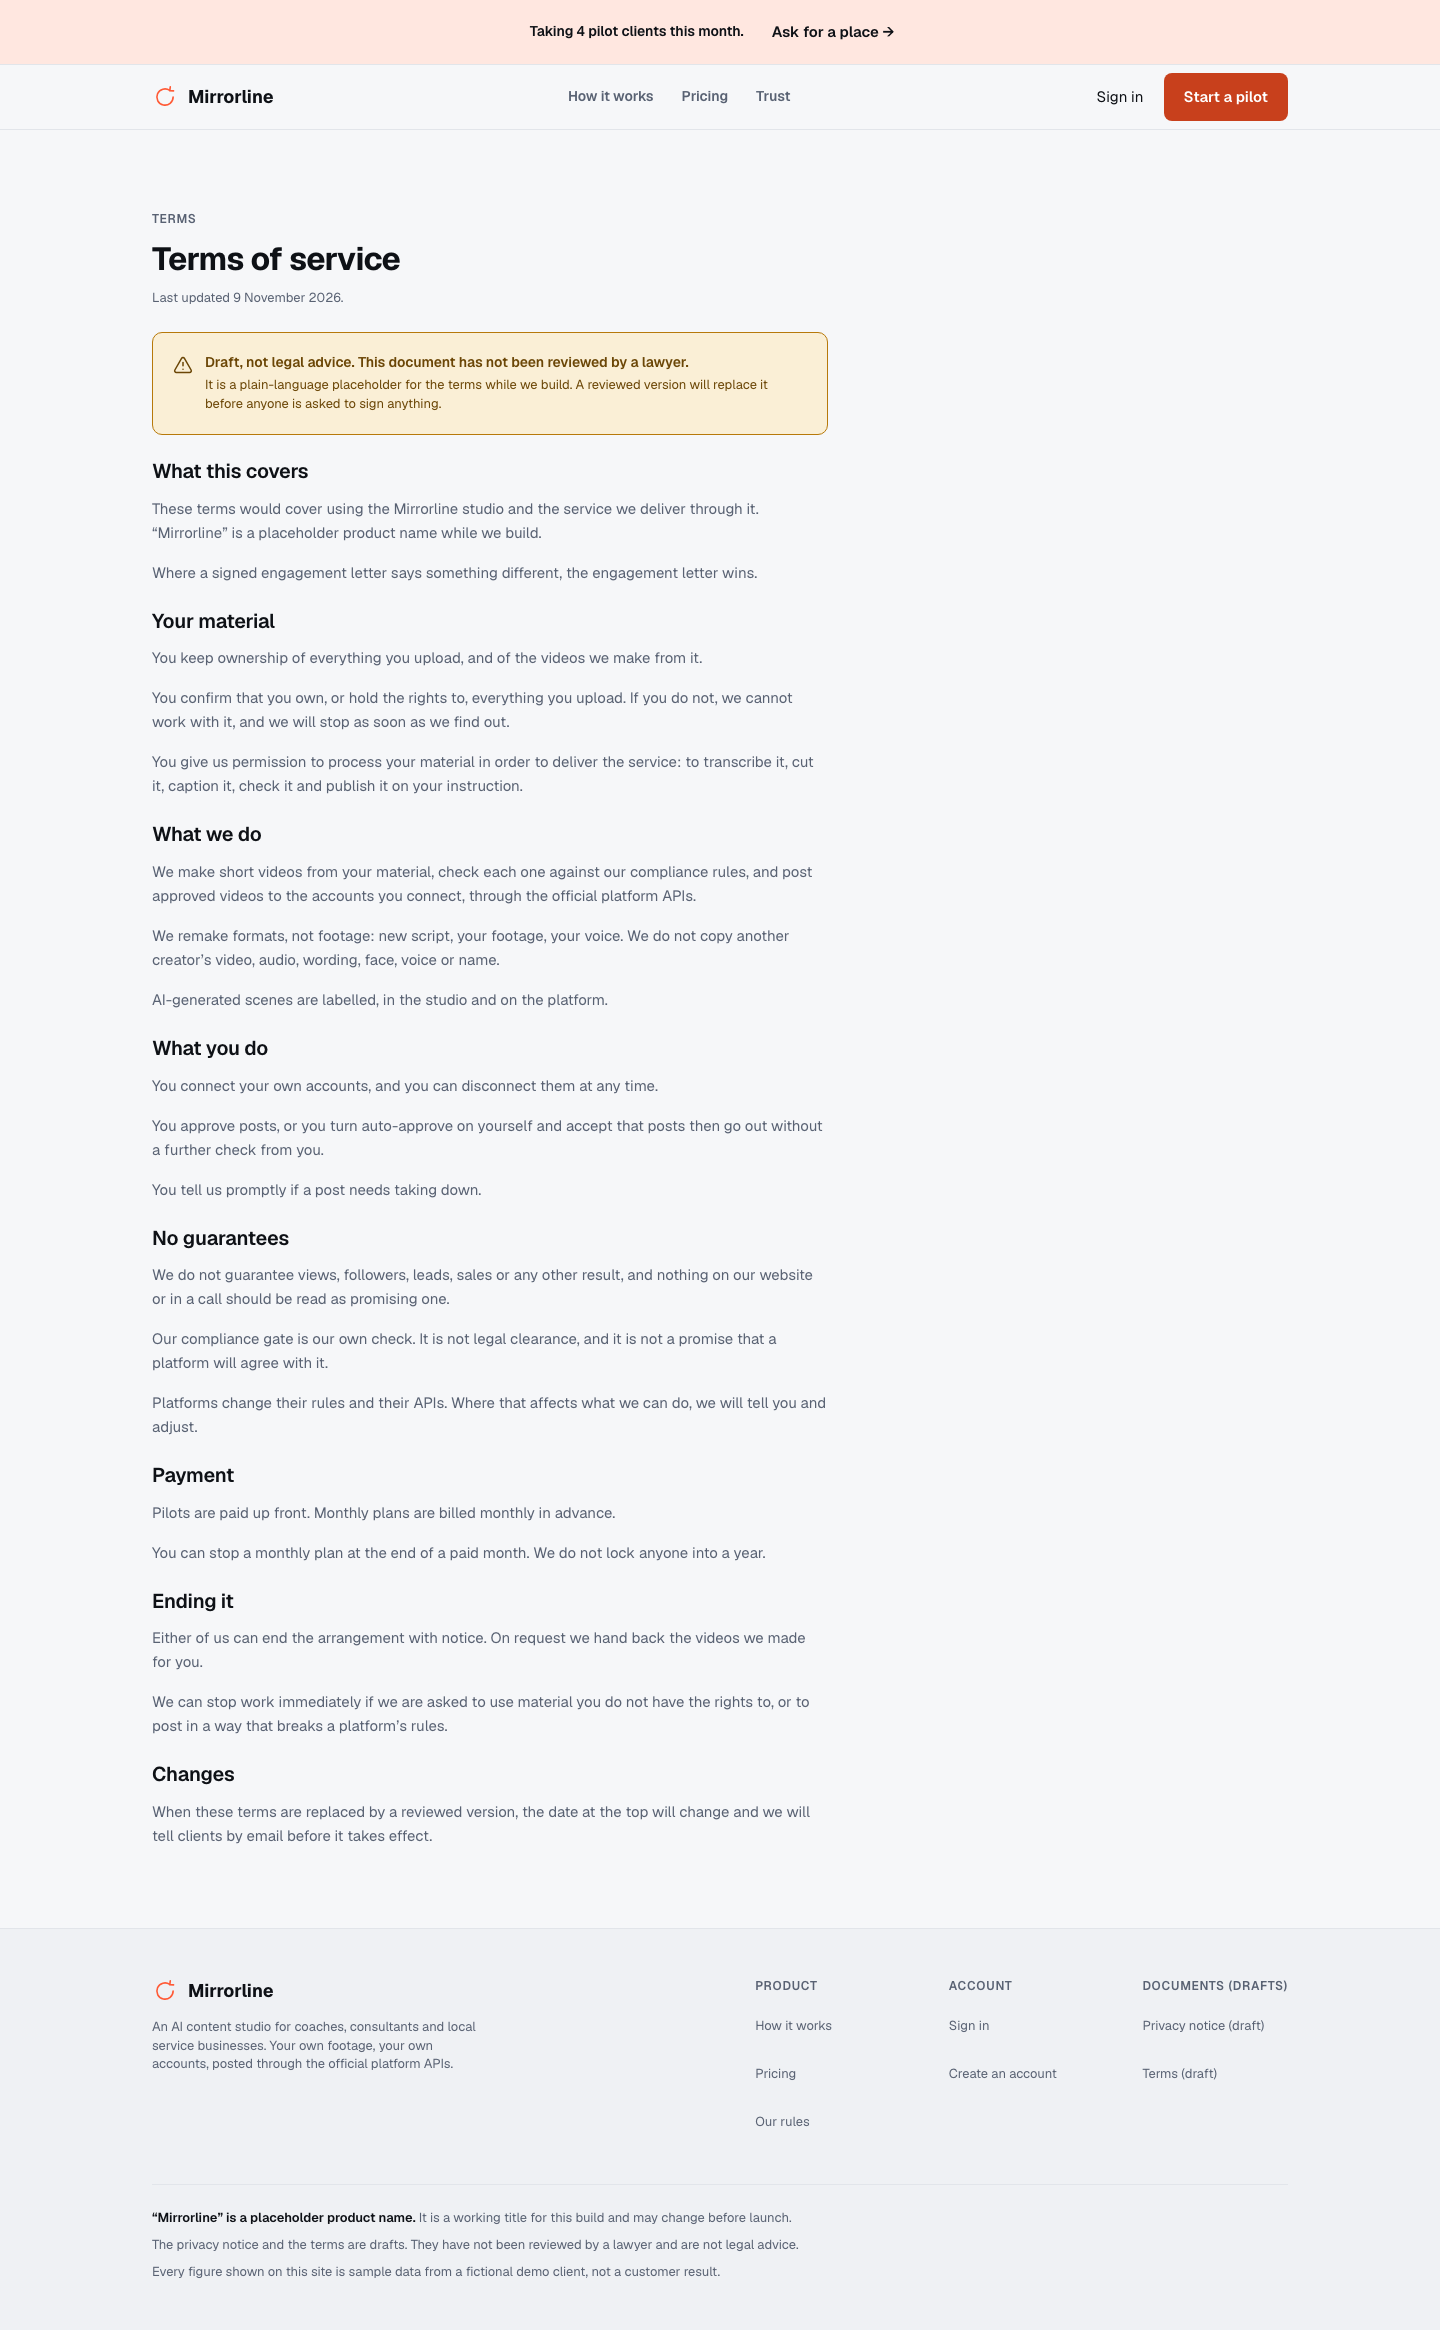 Taking 4 pilot clients this month. Ask for a place →
Mirrorline
How it works Pricing Trust
Sign in Start a pilot
TERMS
Terms of service
Last updated 9 November 2026.
Draft, not legal advice. This document has not been reviewed by a lawyer.
It is a plain-language placeholder for the terms while we build. A reviewed version will replace it
before anyone is asked to sign anything.
What this covers
These terms would cover using the Mirrorline studio and the service we deliver through it.
“Mirrorline” is a placeholder product name while we build.
Where a signed engagement letter says something different, the engagement letter wins.
Your material
You keep ownership of everything you upload, and of the videos we make from it.
You confirm that you own, or hold the rights to, everything you upload. If you do not, we cannot
work with it, and we will stop as soon as we find out.
You give us permission to process your material in order to deliver the service: to transcribe it, cut
it, caption it, check it and publish it on your instruction.
What we do
We make short videos from your material, check each one against our compliance rules, and post
approved videos to the accounts you connect, through the official platform APIs.
We remake formats, not footage: new script, your footage, your voice. We do not copy another
creator’s video, audio, wording, face, voice or name.
AI-generated scenes are labelled, in the studio and on the platform.
What you do
You connect your own accounts, and you can disconnect them at any time.
You approve posts, or you turn auto-approve on yourself and accept that posts then go out without
a further check from you.
You tell us promptly if a post needs taking down.
No guarantees
We do not guarantee views, followers, leads, sales or any other result, and nothing on our website
or in a call should be read as promising one.
Our compliance gate is our own check. It is not legal clearance, and it is not a promise that a
platform will agree with it.
Platforms change their rules and their APIs. Where that affects what we can do, we will tell you and
adjust.
Payment
Pilots are paid up front. Monthly plans are billed monthly in advance.
You can stop a monthly plan at the end of a paid month. We do not lock anyone into a year.
Ending it
Either of us can end the arrangement with notice. On request we hand back the videos we made
for you.
We can stop work immediately if we are asked to use material you do not have the rights to, or to
post in a way that breaks a platform’s rules.
Changes
When these terms are replaced by a reviewed version, the date at the top will change and we will
tell clients by email before it takes effect.
Mirrorline
An AI content studio for coaches, consultants and local
service businesses. Your own footage, your own
accounts, posted through the official platform APIs.
PRODUCT
How it works
Pricing
Our rules
ACCOUNT
Sign in
Create an account
DOCUMENTS (DRAFTS)
Privacy notice (draft)
Terms (draft)
“Mirrorline” is a placeholder product name. It is a working title for this build and may change before launch.
The privacy notice and the terms are drafts. They have not been reviewed by a lawyer and are not legal advice.
Every figure shown on this site is sample data from a fictional demo client, not a customer result.